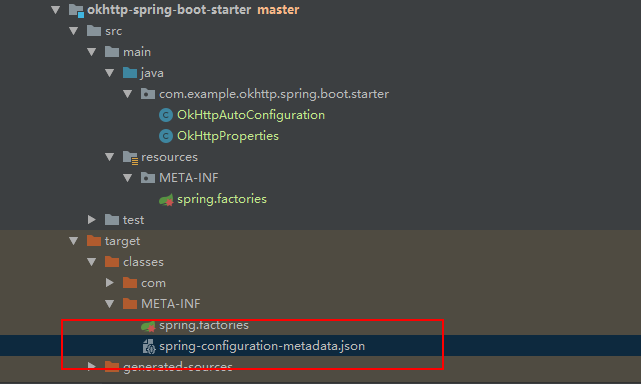 okhttp-spring-boot-starter master
src
main
java
com.example.okhttp.spring.boot.starter
OkHttpAutoConfiguration
OkHttpProperties
resources
META-INF
spring.factories
test
target
classes
com
META-INF
spring.factories
spring-configuration-metadata.json
generated-sources